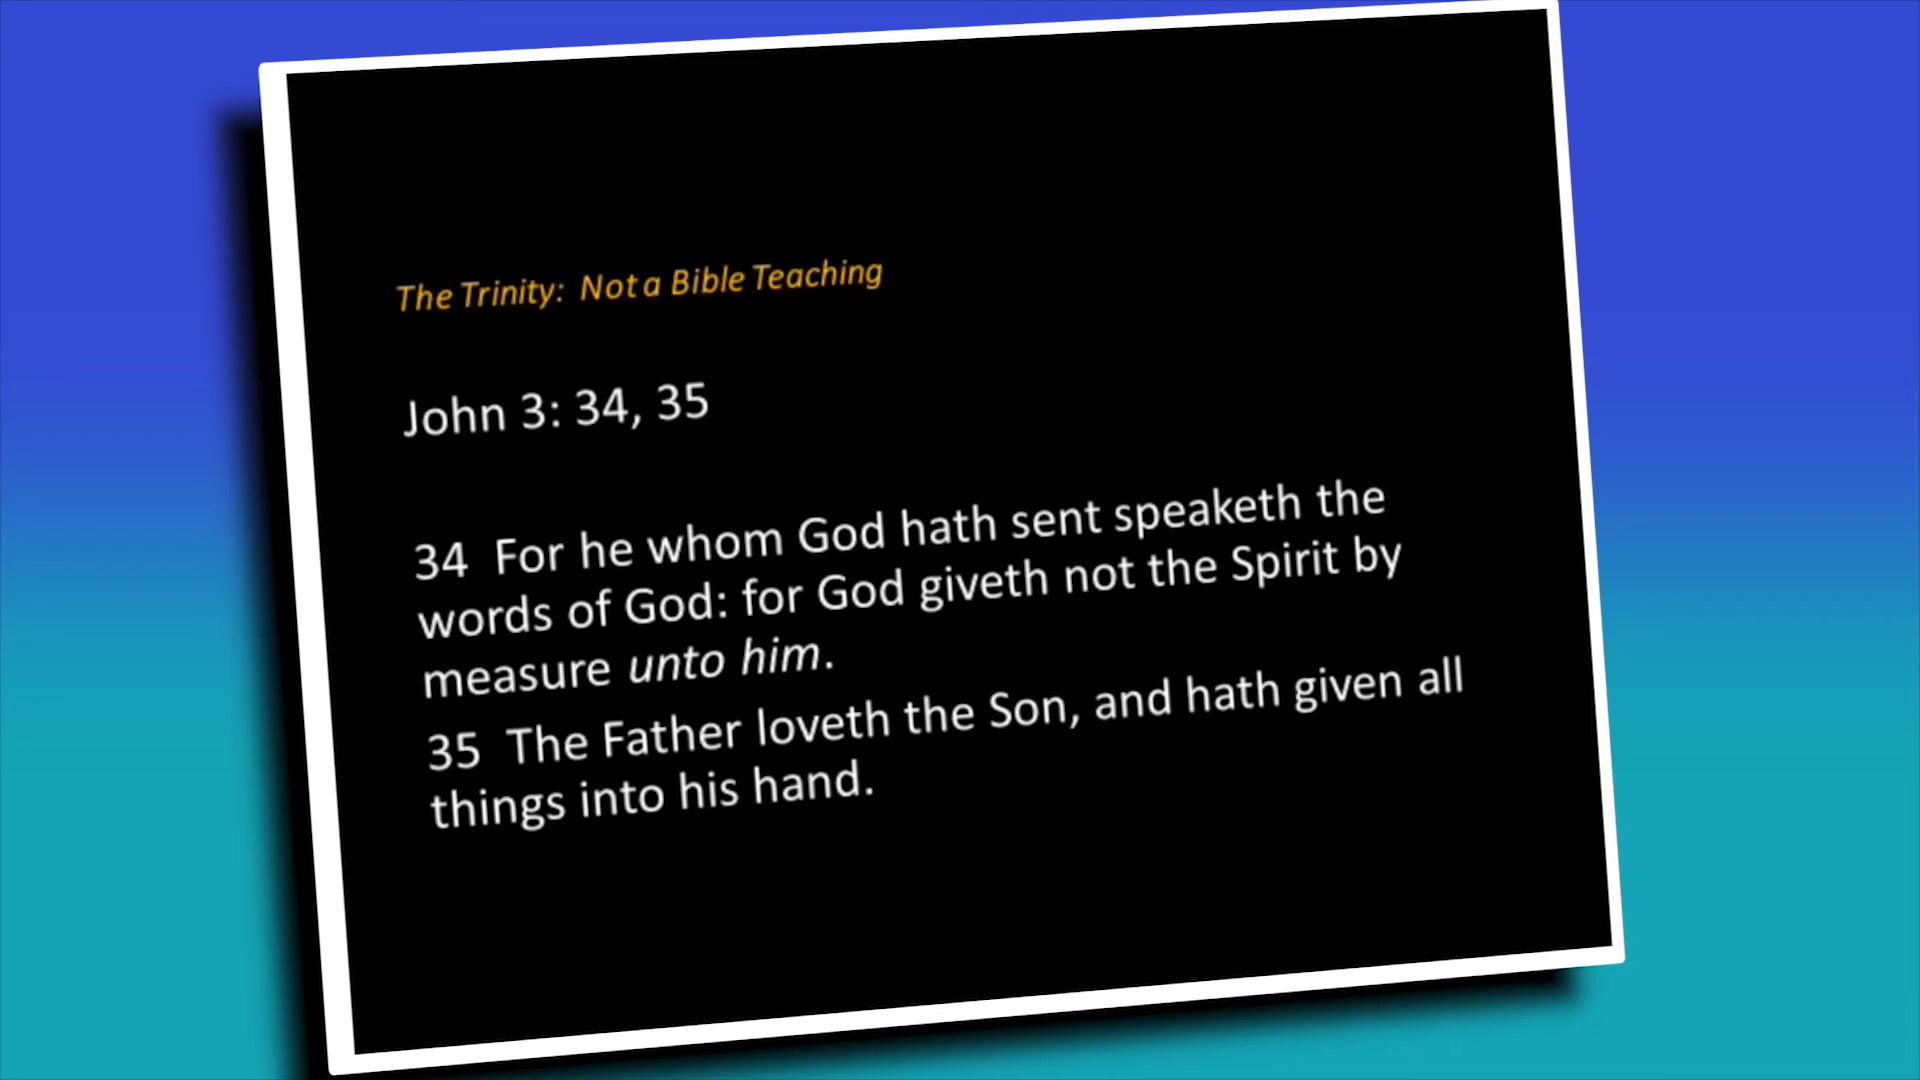 The Trinity: Not a Bible Teaching
John 3: 34, 35
34 For he whom God hath sent speaketh the
words of God: for God giveth not the Spirit by
measure unto him.
35 The Father loveth the Son, and hath given all
things into his hand.